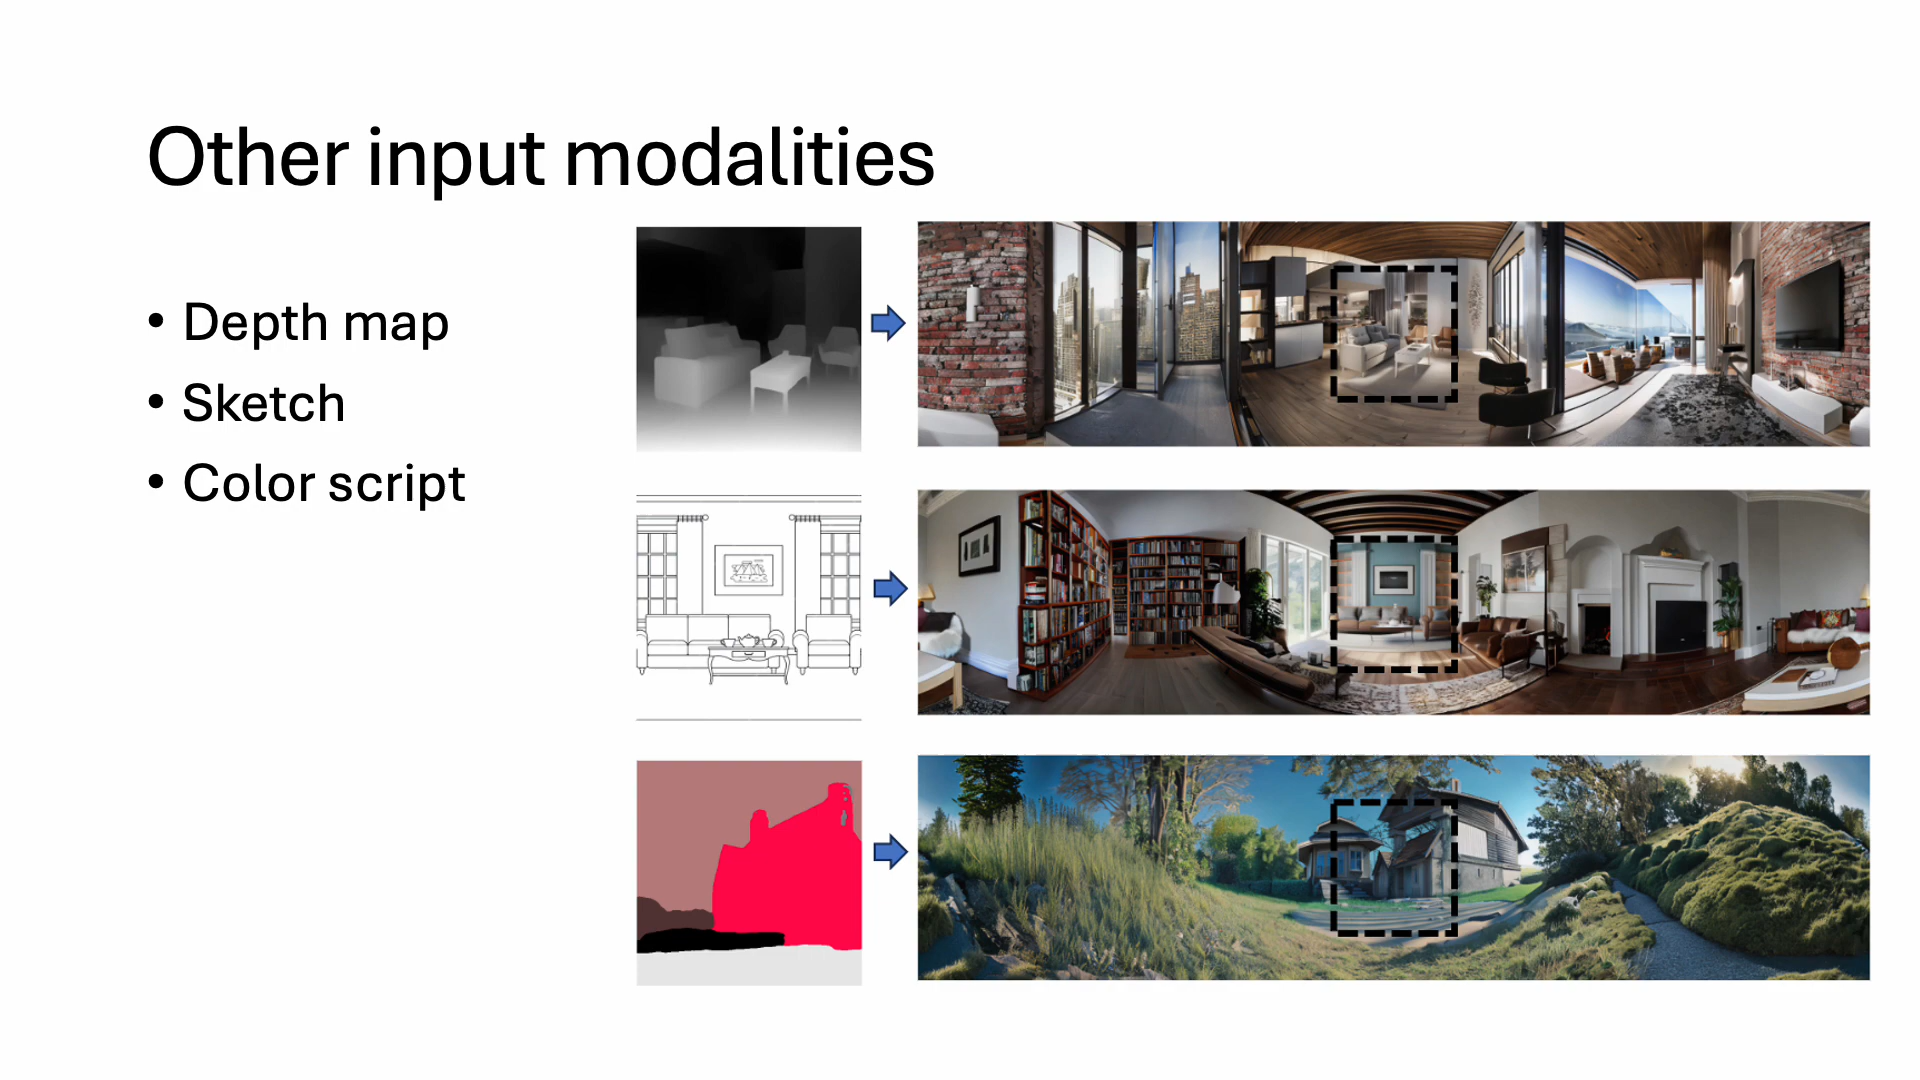 Other input modalities
• Depth map
• Sketch
• Color script